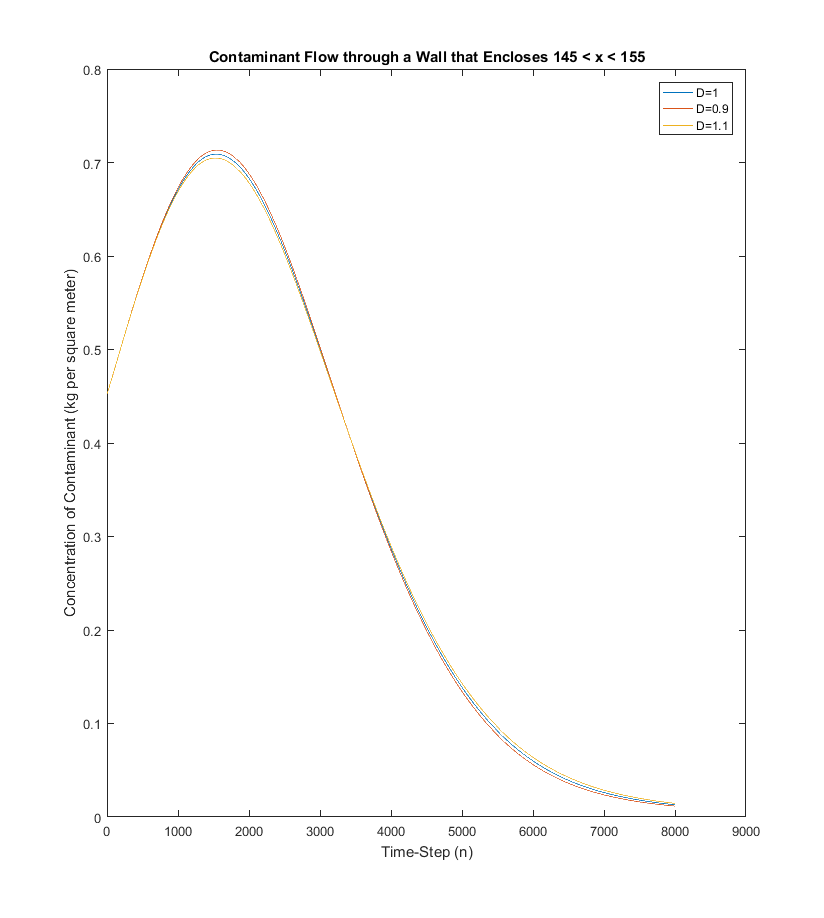 Contaminant Flow through a Wall that Encloses 145 < x < 155
0.8
D=1
D=0.9
D=1.1
0.7
0.6
0.5
0.4
0.3
0.2
0.1
0
Concentration of Contaminant (kg per square meter)
0 1000 2000 3000 4000 5000 6000 7000 8000 9000
Time-Step (n)